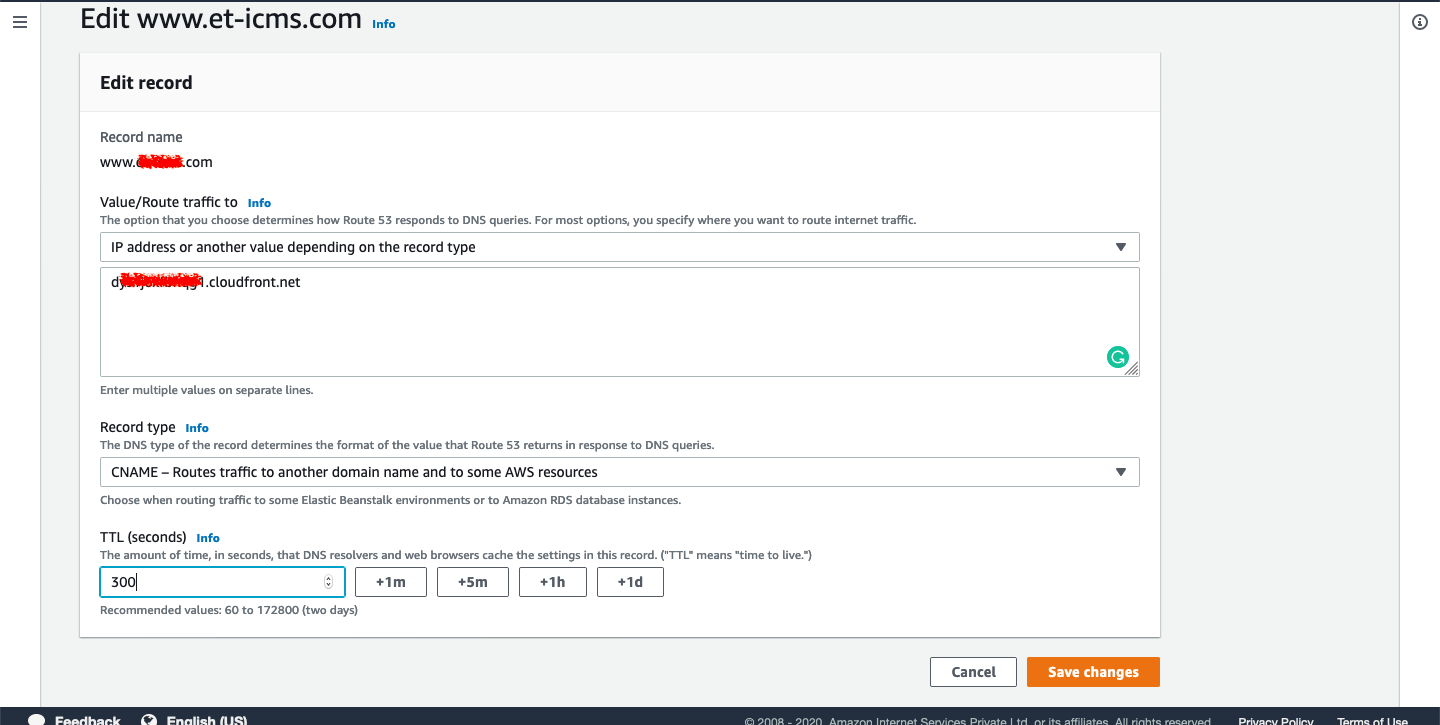 Edit www.et-icms.com Info
Edit record
Record name
www. .com
Value/Route traffic to Info
The option that you choose determines how Route 53 responds to DNS queries. For most options, you specify where you want to route internet traffic.
IP address or another value depending on the record type
.cloudfront.net
Enter multiple values on separate lines.
Record type Info
The DNS type of the record determines the format of the value that Route 53 returns in response to DNS queries.
CNAME – Routes traffic to another domain name and to some AWS resources
Choose when routing traffic to some Elastic Beanstalk environments or to Amazon RDS database instances.
TTL (seconds) Info
The amount of time, in seconds, that DNS resolvers and web browsers cache the settings in this record. ("TTL" means "time to live.")
300 +1m +5m +1h +1d
Recommended values: 60 to 172800 (two days)
Cancel Save changes
Feedback English (US) © 2008 - 2020, Amazon Internet Services Private Ltd. or its affiliates. All rights reserved. Privacy Policy Terms of Use